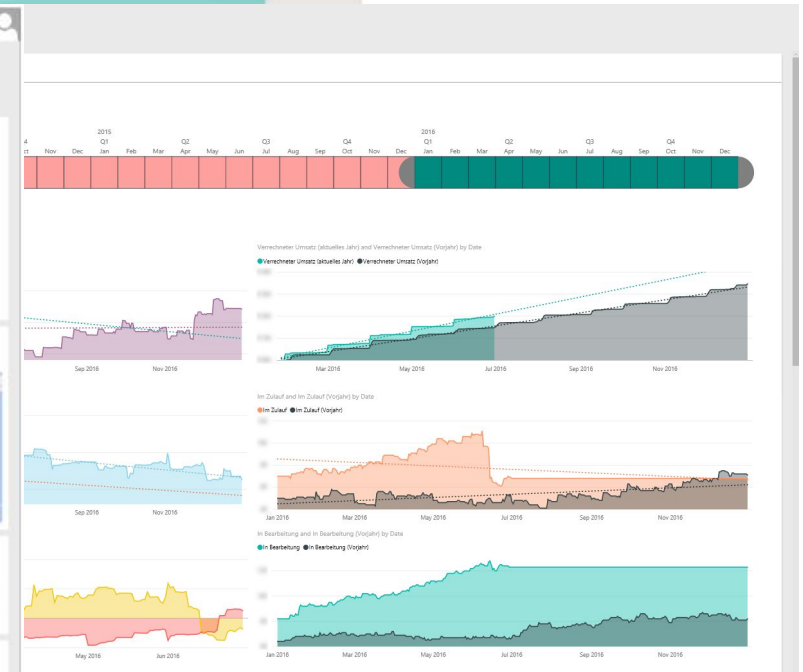 2015 2016
4 Q1 Q2 Q3 Q4 Q1 Q2 Q3 Q4
ct Nov Dec Jan Feb Mar Apr May Jun Jul Aug Sep Oct Nov Dec Jan Feb Mar Apr May Jun Jul Aug Sep Oct Nov Dec
Verrechneter Umsatz (aktuelles Jahr) and Verrechneter Umsatz (Vorjahr) by Date
Verrechneter Umsatz (aktuelles Jahr) Verrechneter Umsatz (Vorjahr)
Sep 2016 Nov 2016
Mar 2016 May 2016 Jul 2016 Sep 2016 Nov 2016
Im Zulauf and Im Zulauf (Vorjahr) by Date
Im Zulauf Im Zulauf (Vorjahr)
Sep 2016 Nov 2016
Jan 2016 Mar 2016 May 2016 Jul 2016 Sep 2016 Nov 2016
In Bearbeitung and In Bearbeitung (Vorjahr) by Date
In Bearbeitung In Bearbeitung (Vorjahr)
May 2016 Jun 2016
Jan 2016 Mar 2016 May 2016 Jul 2016 Sep 2016 Nov 2016